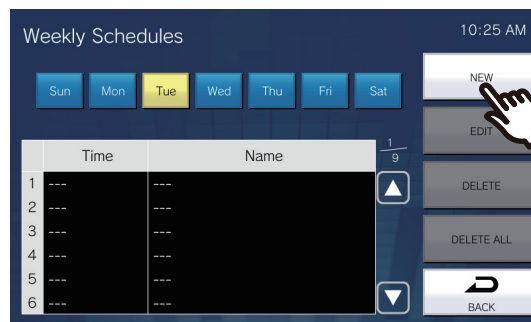 Weekly Schedules
10:25 AM
Sun Mon Tue Wed Thu Fri Sat
NEW
EDIT
DELETE
DELETE ALL
BACK
Time Name
1/9
1 --- ---
2 --- ---
3 --- ---
4 --- ---
5 --- ---
6 --- ---